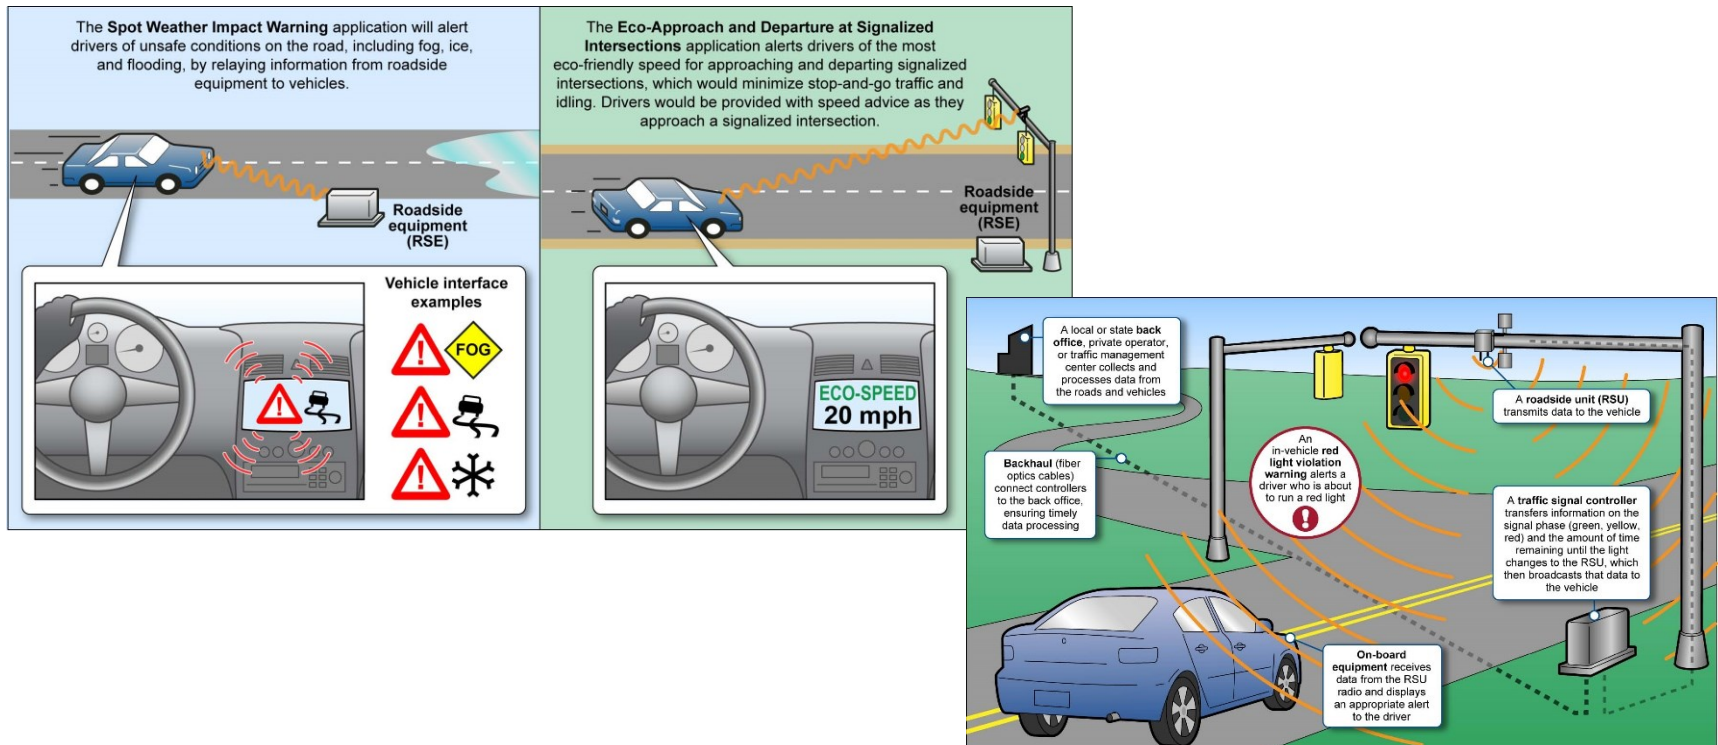 The Spot Weather Impact Warning application will alert
drivers of unsafe conditions on the road, including fog, ice,
and flooding, by relaying information from roadside
equipment to vehicles.
Roadside
equipment
(RSE)
Vehicle interface
examples
FOG
The Eco-Approach and Departure at Signalized
Intersections application alerts drivers of the most
eco-friendly speed for approaching and departing signalized
intersections, which would minimize stop-and-go traffic and
idling. Drivers would be provided with speed advice as they
approach a signalized intersection.
Roadside
equipment
(RSE)
ECO-SPEED
20 mph
A local or state back
office, private operator,
or traffic management
center collects and
processes data from
the roads and vehicles
A roadside unit (RSU)
transmits data to the vehicle
An
in-vehicle red
light violation
warning alerts a
driver who is about
to run a red light
Backhaul (fiber
optics cables)
connect controllers
to the back office,
ensuring timely
data processing
A traffic signal controller
transfers information on the
signal phase (green, yellow,
red) and the amount of time
remaining until the light
changes to the RSU, which
then broadcasts that data to
the vehicle
On-board
equipment receives
data from the RSU
radio and displays
an appropriate alert
to the driver